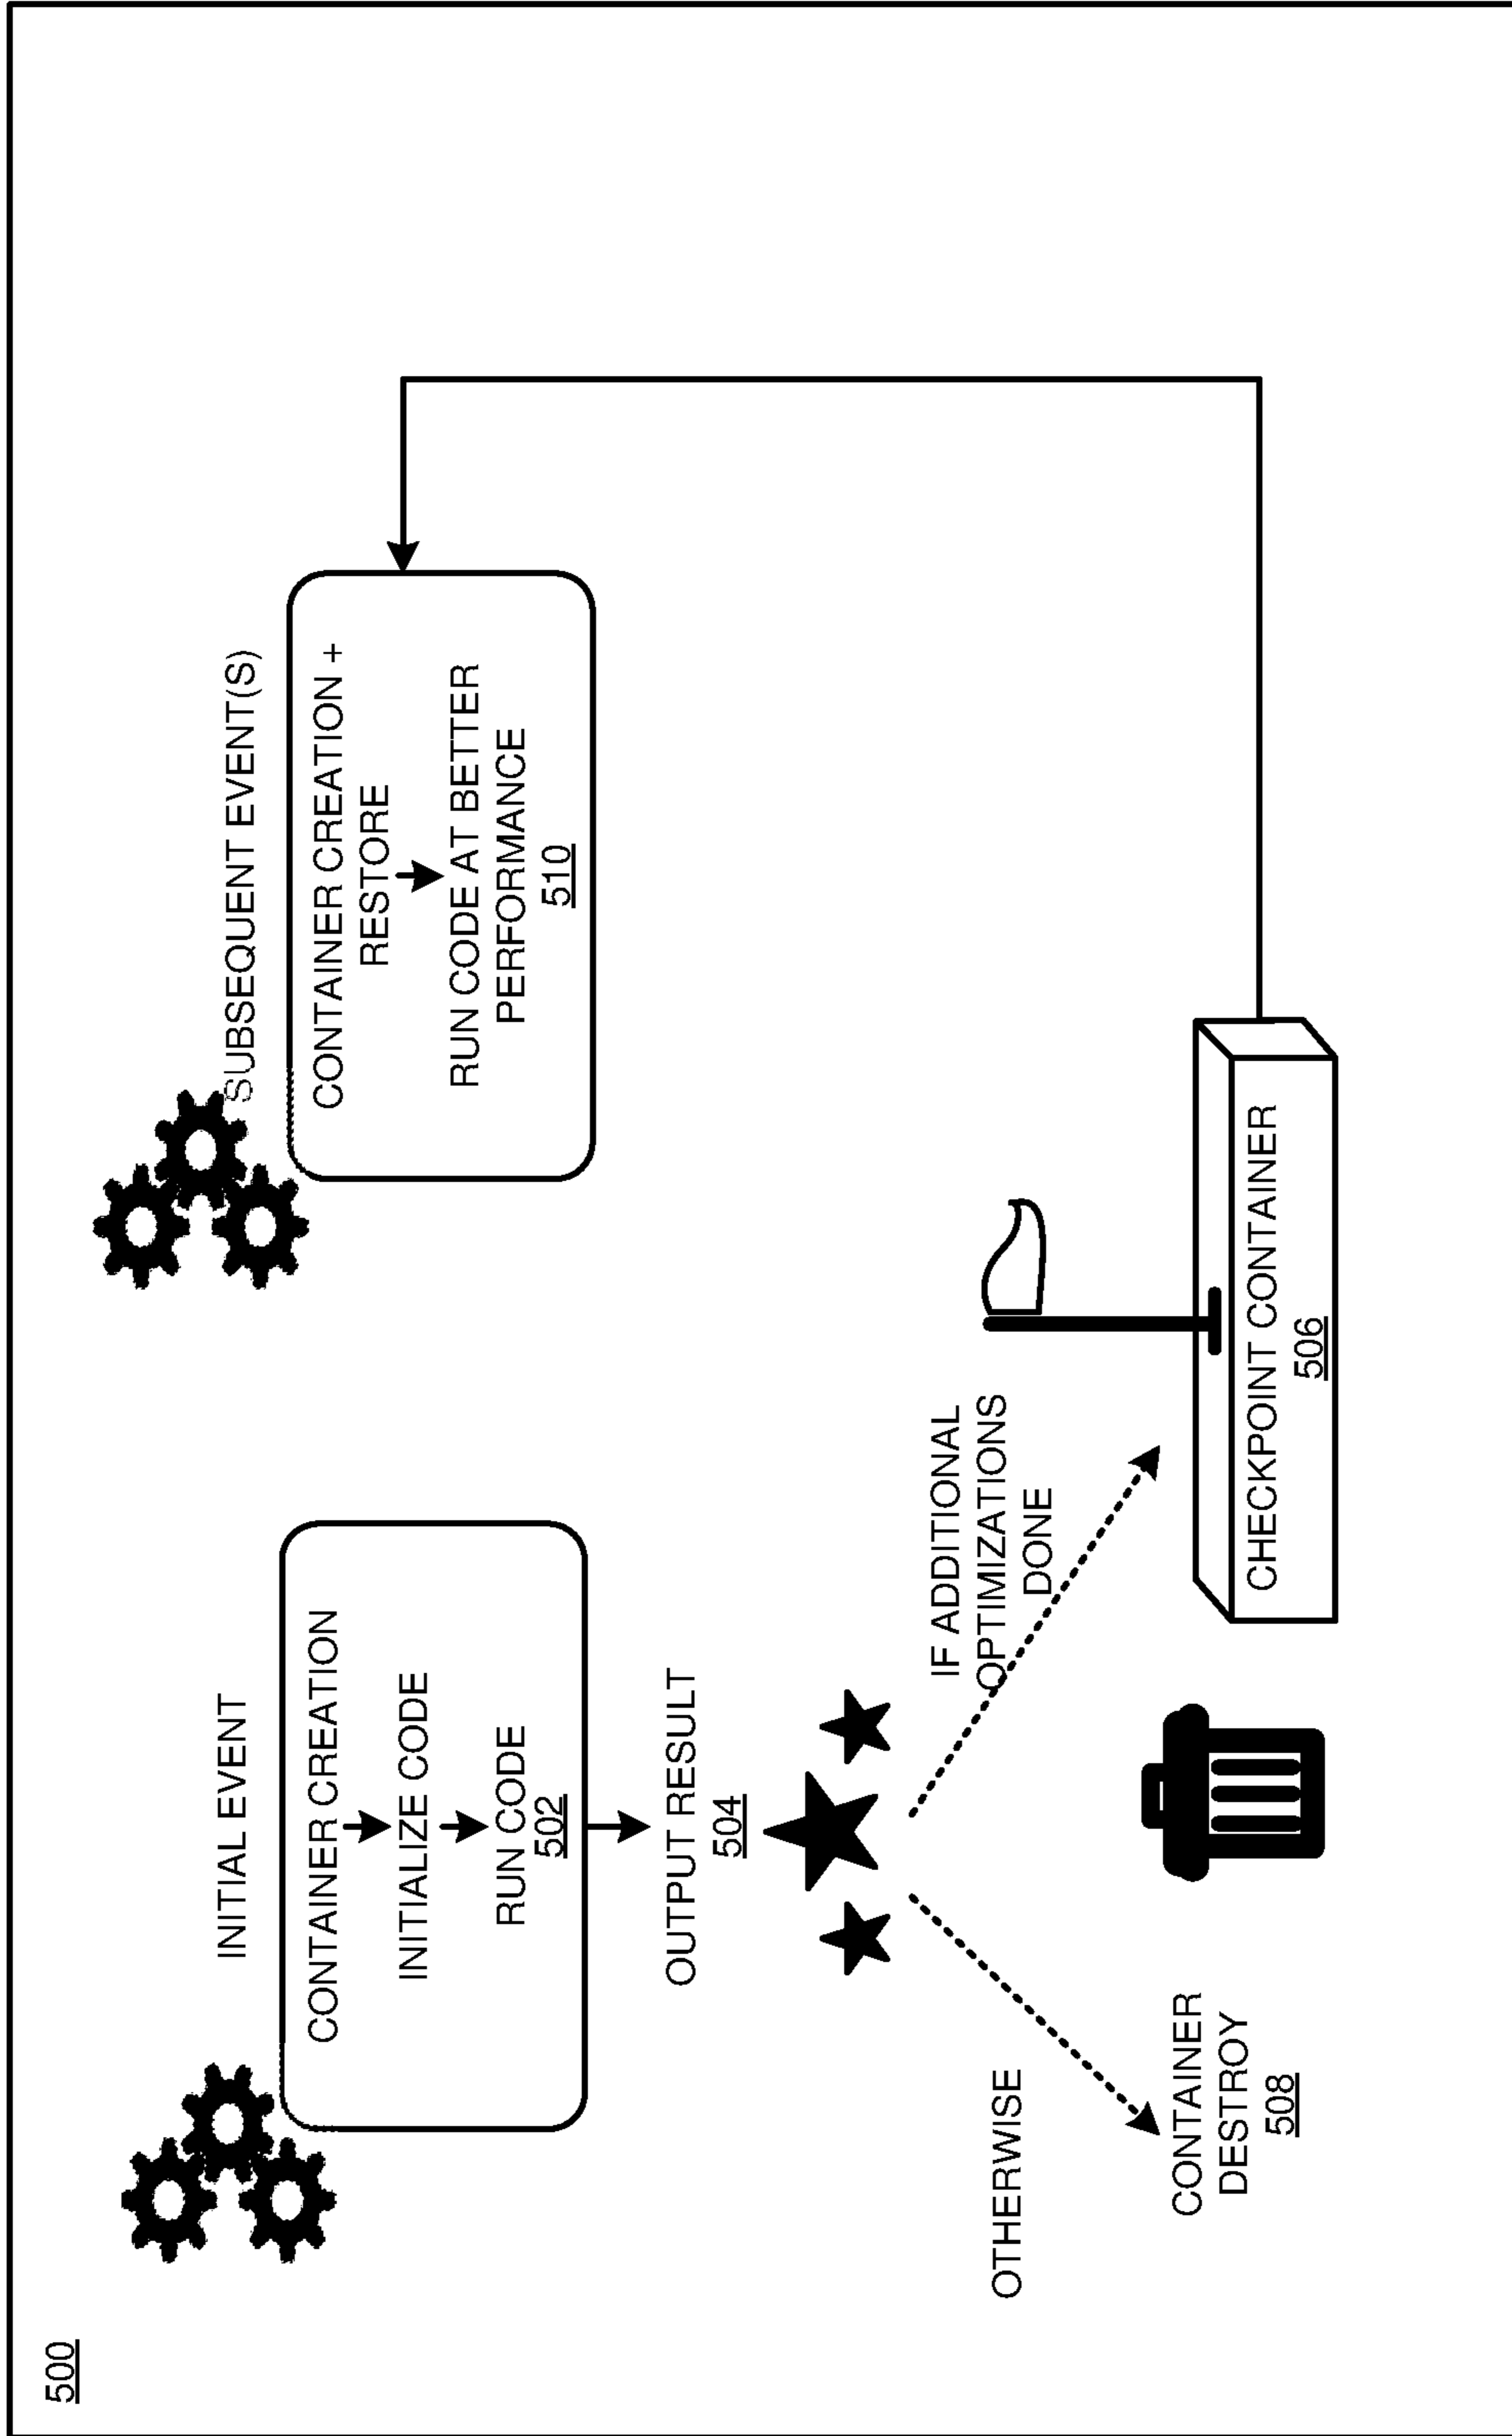 500
INITIAL EVENT
CONTAINER CREATION
INITIALIZE CODE
RUN CODE
502
OUTPUT RESULT
504
OTHERWISE
CONTAINER
DESTROY
508
IF ADDITIONAL
OPTIMIZATIONS
DONE
CHECKPOINT CONTAINER
506
SUBSEQUENT EVENT(S)
CONTAINER CREATION +
RESTORE
RUN CODE AT BETTER
PERFORMANCE
510